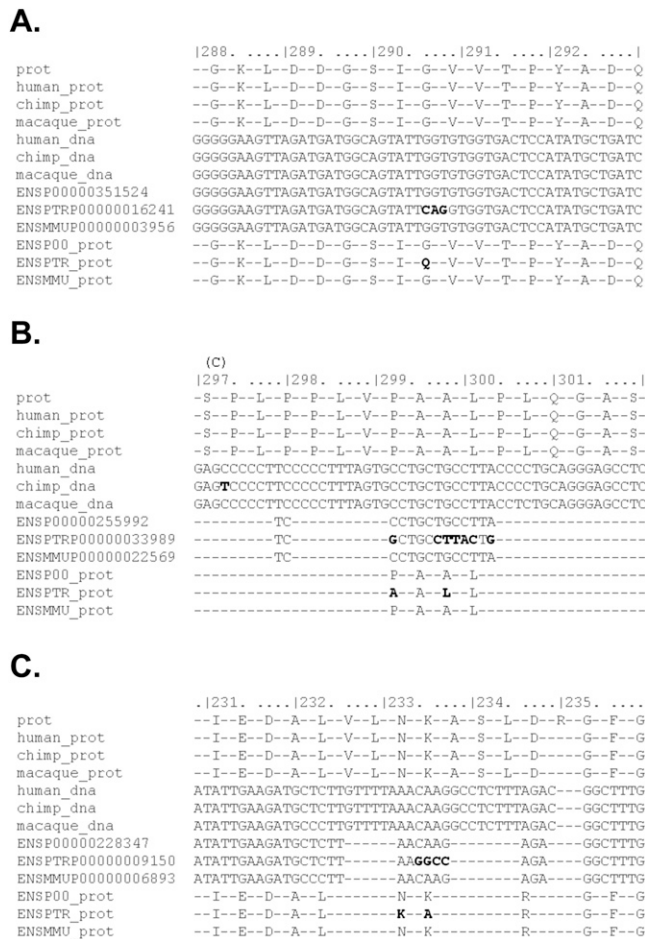 A.
|288. ....|289. ....|290. ....|291. ....|292. ....|
prot --G--K--L--D--D--G--S--I--G--V--V--T--P--Y--A--D--Q
human_prot --G--K--L--D--D--G--S--I--G--V--V--T--P--Y--A--D--Q
chimp_prot --G--K--L--D--D--G--S--I--G--V--V--T--P--Y--A--D--Q
macaque_prot --G--K--L--D--D--G--S--I--G--V--V--T--P--Y--A--D--Q
human_dna GGGGGAAGTTAGATGATGGCAGTATTGGTGTGGTGACTCCATATGCTGATC
chimp_dna GGGGGAAGTTAGATGATGGCAGTATTGGTGTGGTGACTCCATATGCTGATC
macaque_dna GGGGGAAGTTAGATGATGGCAGTATTGGTGTGGTGACTCCATATGCTGATC
ENSP00000351524 GGGGGAAGTTAGATGATGGCAGTATTGGTGTGGTGACTCCATATGCTGATC
ENSPTRP00000016241 GGGGGAAGTTAGATGATGGCAGTATTCAGGTGGTGACTCCATATGCTGATC
ENSMMUP00000003956 GGGGGAAGTTAGATGATGGCAGTATTGGTGTGGTGACTCCATATGCTGATC
ENSP00_prot --G--K--L--D--D--G--S--I--G--V--V--T--P--Y--A--D--Q
ENSPTR_prot --G--K--L--D--D--G--S--I--Q--V--V--T--P--Y--A--D--Q
ENSMMU_prot --G--K--L--D--D--G--S--I--G--V--V--T--P--Y--A--D--Q
B.
(C)
|297. ....|298. ....|299. ....|300. ....|301. ....|
prot -S--P--L--P--P--L--V--P--A--A--L--P--L--Q--G--A--S-
human_prot -S--P--L--P--P--L--V--P--A--A--L--P--L--Q--G--A--S-
chimp_prot -S--P--L--P--P--L--V--P--A--A--L--P--L--Q--G--A--S-
macaque_prot -S--P--L--P--P--L--V--P--A--A--L--P--L--Q--G--A--S-
human_dna GAGCCCCCTTCCCCCTTTAGTGCCTGCTGCCTTACCCCTGCAGGGAGCCTC
chimp_dna GAGTCCCCTTCCCCCTTTAGTGCCTGCTGCCTTACCCCTGCAGGGAGCCTC
macaque_dna GAGCCCCCTTCCCCCTTTAGTGCCTGCTGCCTTACCTCTGCAGGGAGCCTC
ENSP00000255992 ---------TC-----------CCTGCTGCCTTA-----------------
ENSPTRP00000033989 ---------TC-----------GCTGCCTTACTG-----------------
ENSMMUP00000022569 ---------TC-----------CCTGCTGCCTTA-----------------
ENSP00_prot ----------------------P--A--A--L-------------------
ENSPTR_prot ----------------------A--A--L--L-------------------
ENSMMU_prot ----------------------P--A--A--L-------------------
C.
. ....|231. ....|232. ....|233. ....|234. ....|235. ....
prot --I--E--D--A--L--V--L--N--K--A--S--L--D--R--G--F--G
human_prot --I--E--D--A--L--V--L--N--K--A--S--L--D-----G--F--G
chimp_prot --I--E--D--A--L--V--L--N--K--A--S--L--D-----G--F--G
macaque_prot --I--E--D--A--L--V--L--N--K--A--S--L--D-----G--F--G
human_dna ATATTGAAGATGCTCTTGTTTTAAACAAGGCCTCTTTAGAC---GGCTTTG
chimp_dna ATATTGAAGATGCTCTTGTTTTAAACAAGGCCTCTTTAGAC---GGCTTTG
macaque_dna ATATTGAAGATGCCCTTGTTTTAAACAAGGCCTCTTTAGAC---GGCTTTG
ENSP00000228347 ATATTGAAGATGCTCTT------AACAAG--------AGA----GGCTTTG
ENSPTRP00000009150 ATATTGAAGATGCTCTT------AAGGCC--------AGA----GGCTTTG
ENSMMUP00000006893 ATATTGAAGATGCCCTT------AACAAG--------AGA----GGCTTTG
ENSP00_prot --I--E--D--A--L--------N--K----------R------G--F--G
ENSPTR_prot --I--E--D--A--L--------K--A----------R------G--F--G
ENSMMU_prot --I--E--D--A--L--------N--K----------R------G--F--G